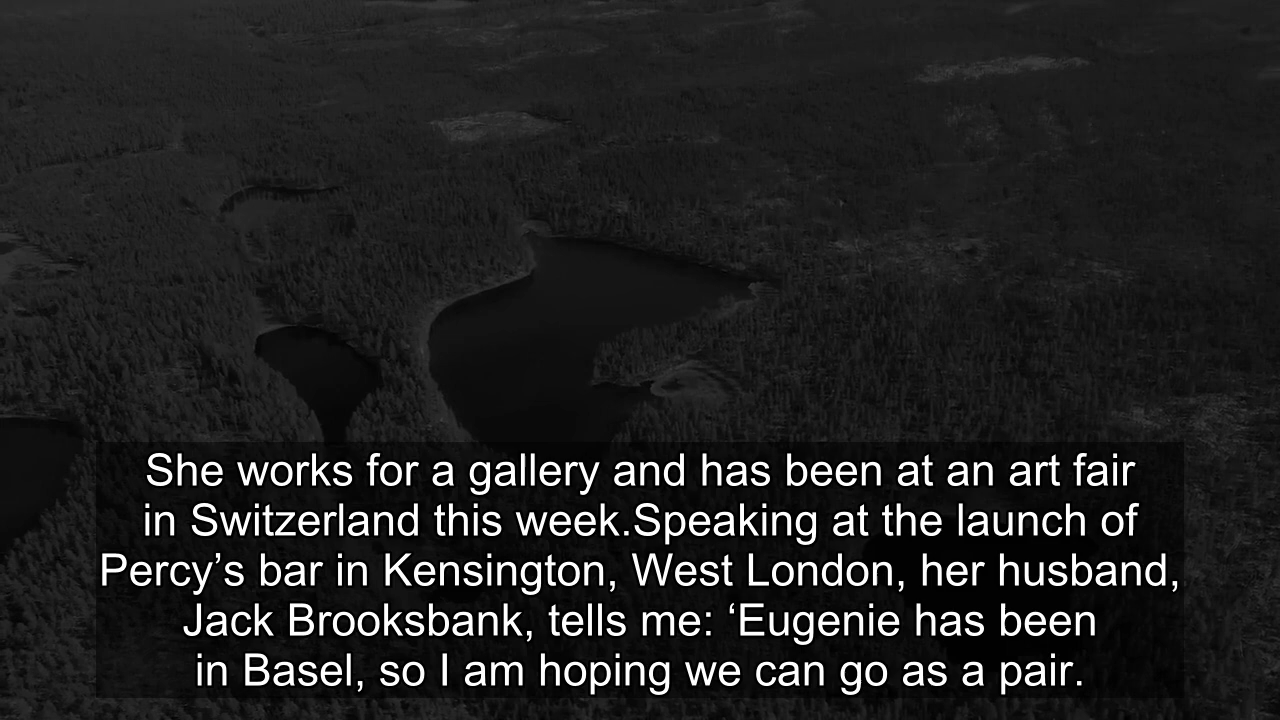 She works for a gallery and has been at an art fair
in Switzerland this week.Speaking at the launch of
Percy’s bar in Kensington, West London, her husband,
Jack Brooksbank, tells me: ‘Eugenie has been
in Basel, so I am hoping we can go as a pair.